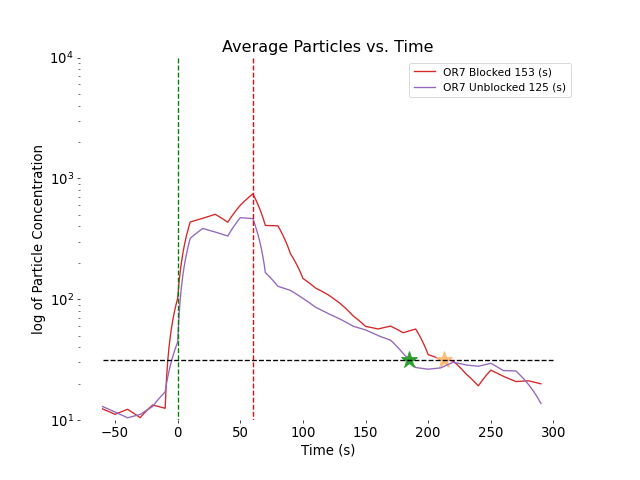 Average Particles vs. Time
OR7 Blocked 153 (s)
OR7 Unblocked 125 (s)
log of Particle Concentration
10⁴
10³
10²
10¹
−50 0 50 100 150 200 250 300
Time (s)